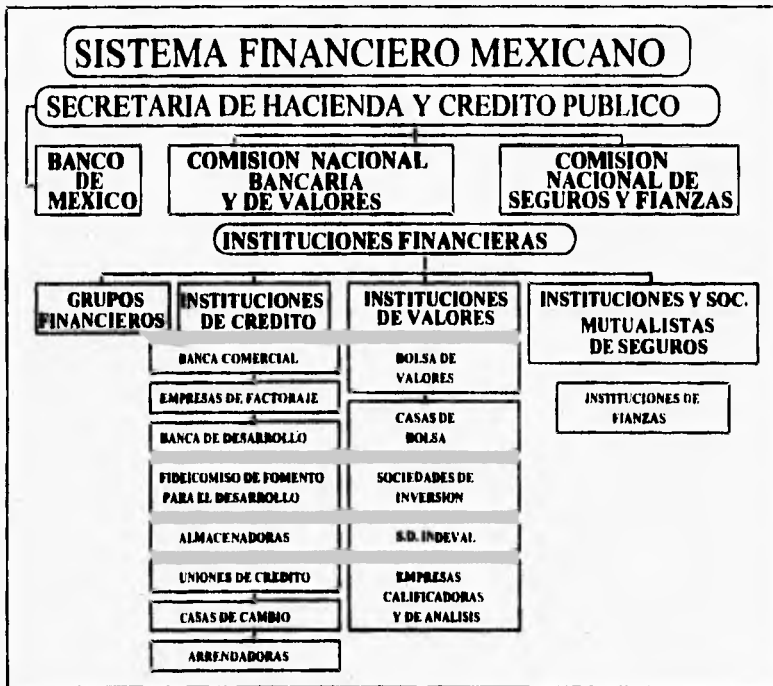 SISTEMA FINANCIERO MEXICANO
SECRETARIA DE HACIENDA Y CREDITO PUBLICO
BANCO
DE
MEXICO
COMISION NACIONAL
BANCARIA
Y DE VALORES
COMISION
NACIONAL DE
SEGUROS Y FIANZAS
INSTITUCIONES FINANCIERAS
GRUPOS
FINANCIEROS
INSTITUCIONES
DE CREDITO
BANCA COMERCIAL
EMPRESAS DE FACTORAJE
BANCA DE DESARROLLO
FIDEICOMISO DE FOMENTO
PARA EL DESARROLLO
ALMACENADORAS
UNIONES DE CREDITO
CASAS DE CAMBIO
ARRENDADORAS
INSTITUCIONES
DE VALORES
BOLSA DE
VALORES
CASAS DE
BOLSA
SOCIEDADES DE
INVERSION
S.D. INDEVAL
EMPRESAS
CALIFICADORAS
Y DE ANALISIS
INSTITUCIONES Y SOC.
MUTUALISTAS
DE SEGUROS
INSTITUCIONES DE
FIANZAS